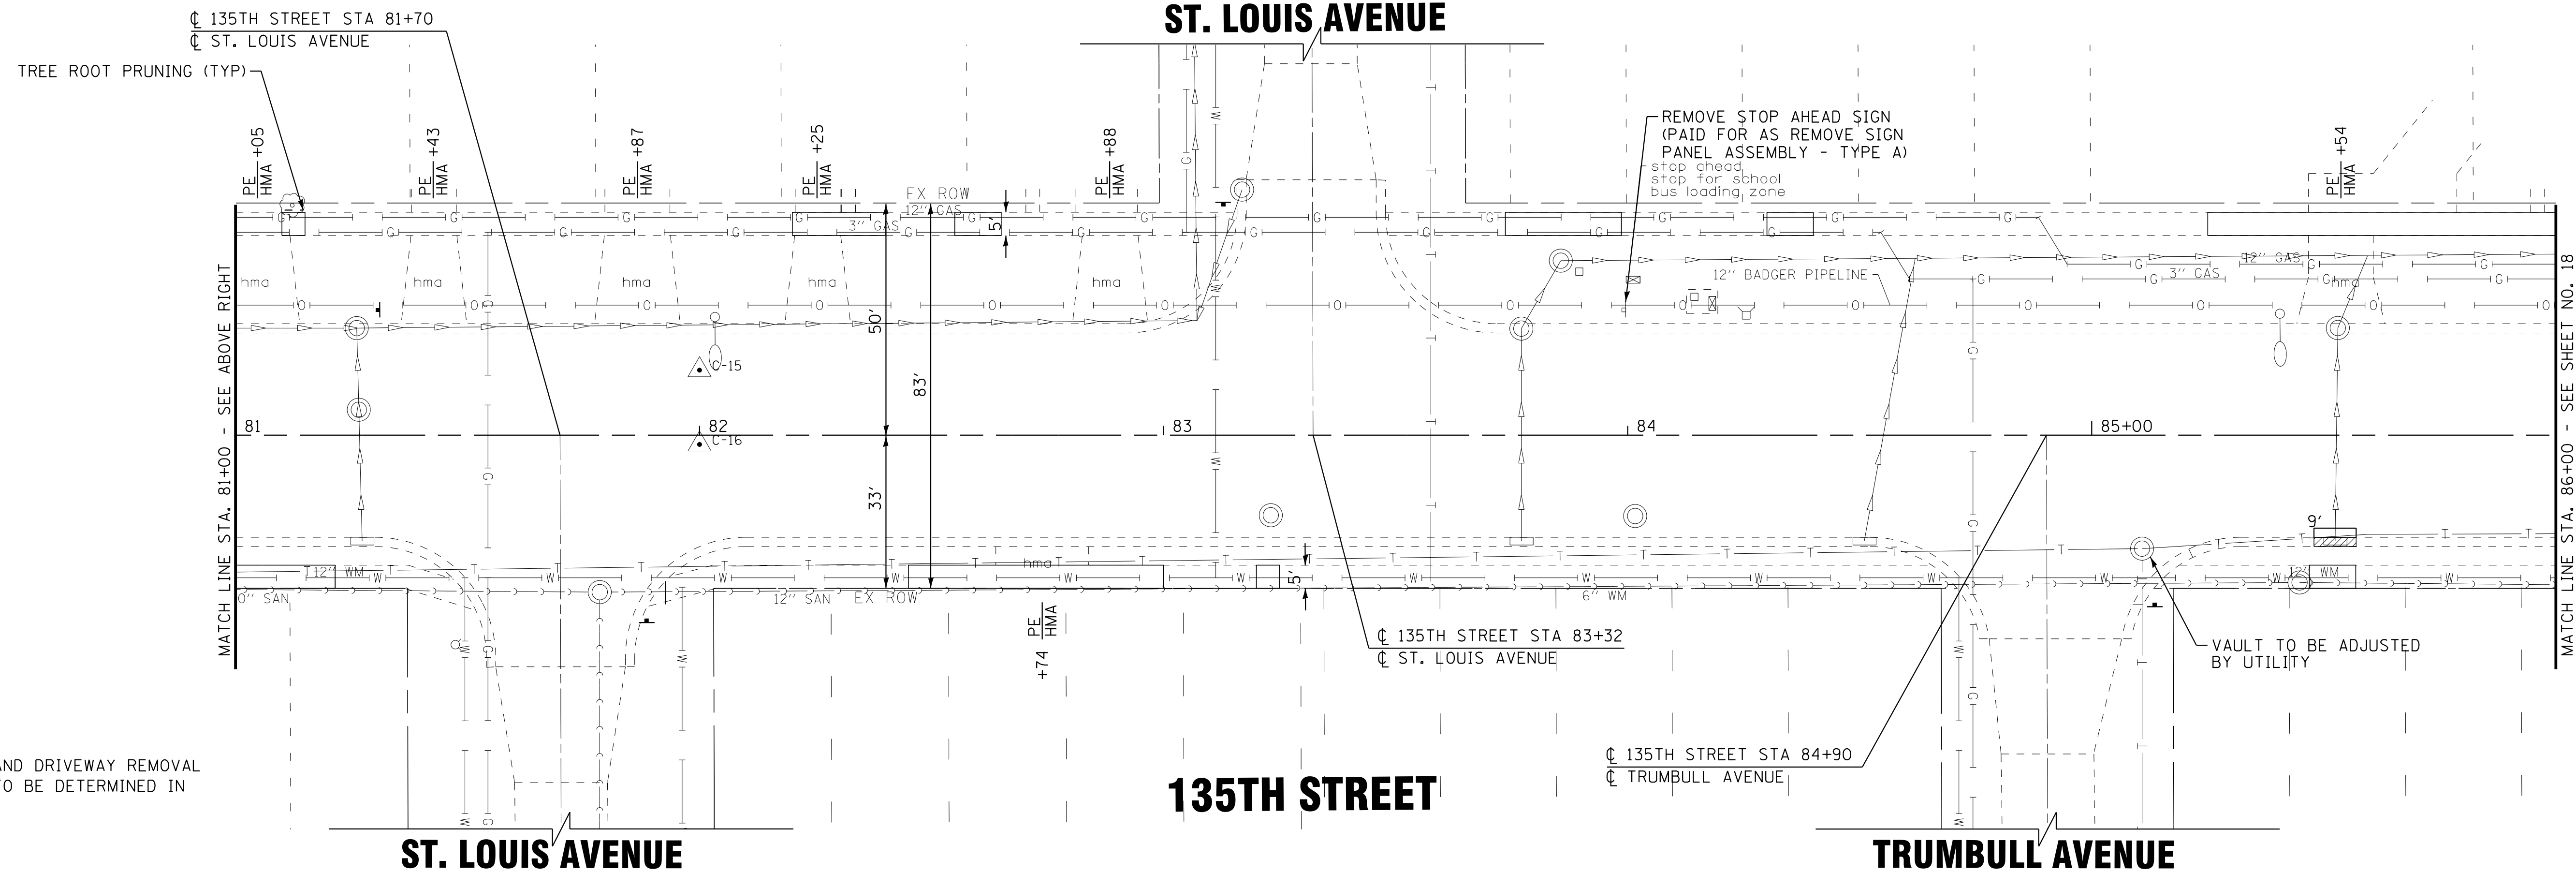 ST. LOUIS AVENUE
℄ 135TH STREET STA 81+70
℄ ST. LOUIS AVENUE
TREE ROOT PRUNING (TYP)
PE +05
HMA
PE +43
HMA
PE +87
HMA
PE +25
HMA
PE +88
HMA
PE +54
HMA
REMOVE STOP AHEAD SIGN
(PAID FOR AS REMOVE SIGN
PANEL ASSEMBLY - TYPE A)
stop ahead
stop for school
bus loading zone
EX ROW
12'' GAS
3'' GAS
5'
hma
hma
hma
hma
hma
12'' BADGER PIPELINE
12'' GAS
3'' GAS
50'
83'
33'
C-15
C-16
81
82
83
84
85+00
MATCH LINE STA. 81+00 - SEE ABOVE RIGHT
MATCH LINE STA. 86+00 - SEE SHEET NO. 18
9'
hma
5'
12'' WM
0'' SAN
12'' SAN
EX ROW
6'' WM
12'' WM
PE
HMA
+74
℄ 135TH STREET STA 83+32
℄ ST. LOUIS AVENUE
VAULT TO BE ADJUSTED
BY UTILITY
℄ 135TH STREET STA 84+90
℄ TRUMBULL AVENUE
AND DRIVEWAY REMOVAL
TO BE DETERMINED IN
135TH STREET
ST. LOUIS AVENUE
TRUMBULL AVENUE